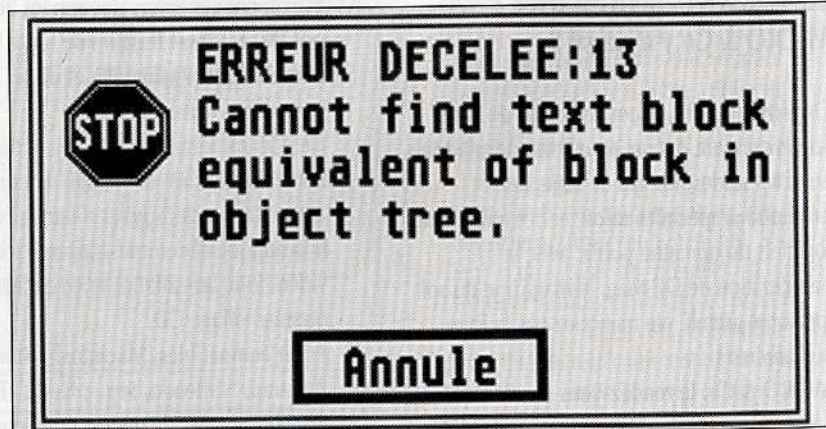 ERREUR DECELEE:13
STOP
Cannot find text block
equivalent of block in
object tree.
Annule